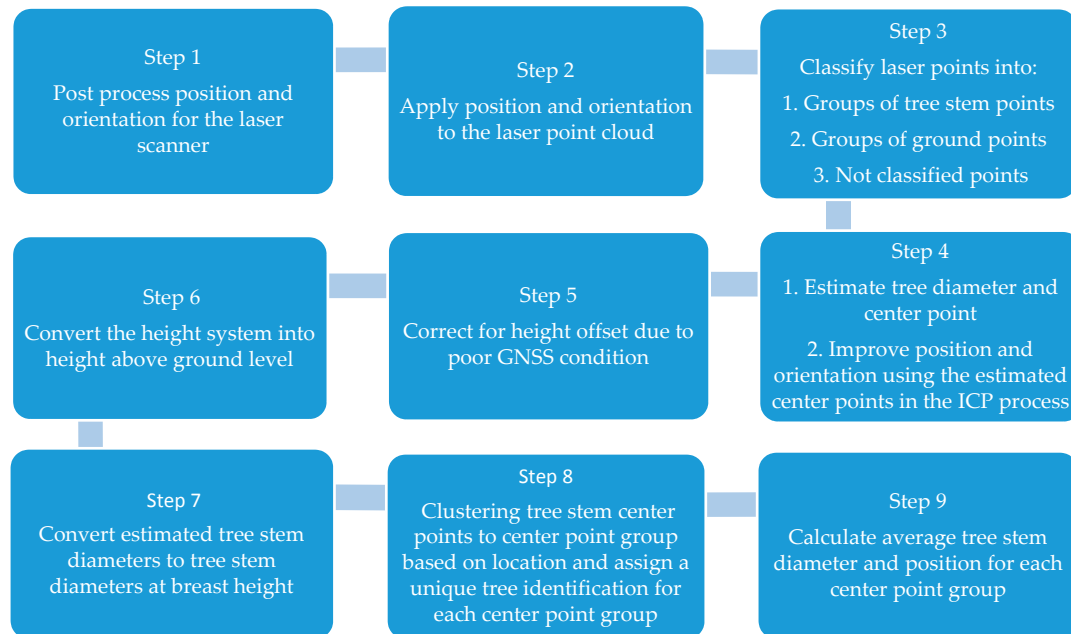 Step 1
Post process position and
orientation for the laser
scanner
Step 2
Apply position and orientation
to the laser point cloud
Step 3
Classify laser points into:
1. Groups of tree stem points
2. Groups of ground points
3. Not classified points
Step 4
1. Estimate tree diameter and
center point
2. Improve position and
orientation using the estimated
center points in the ICP process
Step 5
Correct for height offset due to
poor GNSS condition
Step 6
Convert the height system into
height above ground level
Step 7
Convert estimated tree stem
diameters to tree stem
diameters at breast height
Step 8
Clustering tree stem center
points to center point group
based on location and assign a
unique tree identification for
each center point group
Step 9
Calculate average tree stem
diameter and position for each
center point group